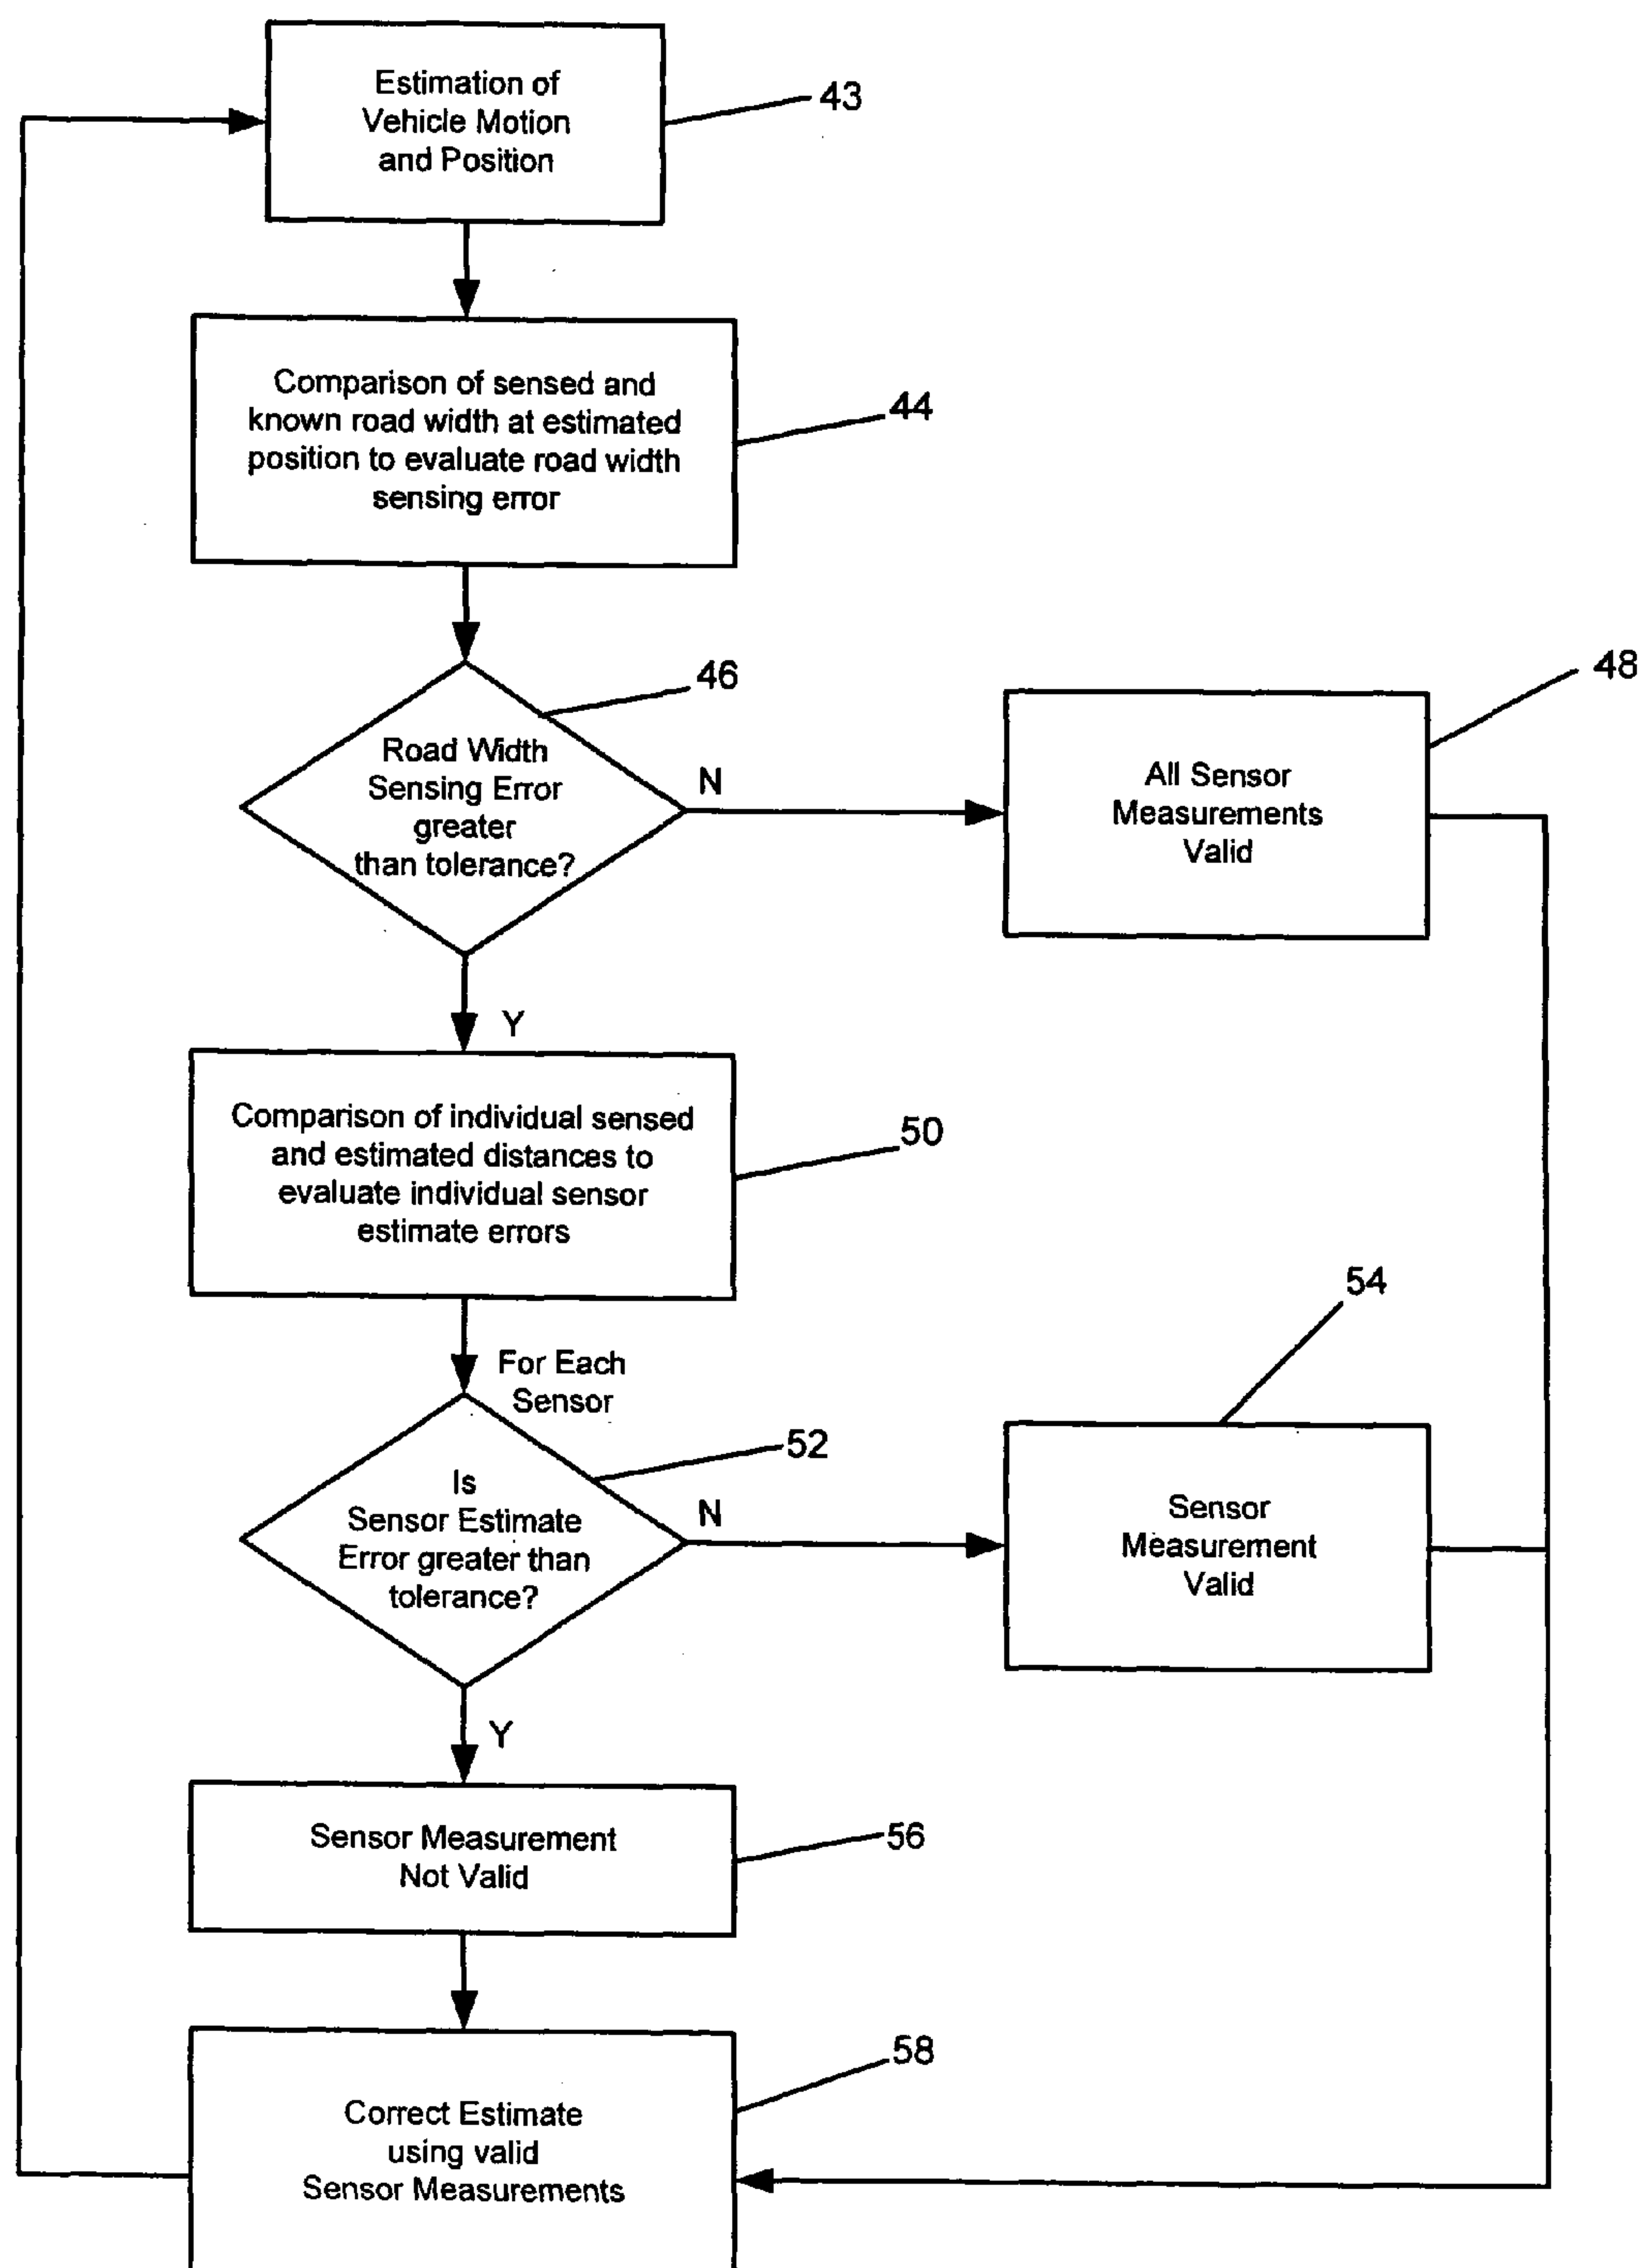 Estimation of
Vehicle Motion
and Position
43
Comparison of sensed and
known road width at estimated
position to evaluate road width
sensing error
44
46
Road Width
Sensing Error
greater
than tolerance?
N
48
All Sensor
Measurements
Valid
Y
Comparison of individual sensed
and estimated distances to
evaluate individual sensor
estimate errors
50
For Each
Sensor
52
Is
Sensor Estimate
Error greater than
tolerance?
N
54
Sensor
Measurement
Valid
Y
Sensor Measurement
Not Valid
56
Correct Estimate
using valid
Sensor Measurements
58